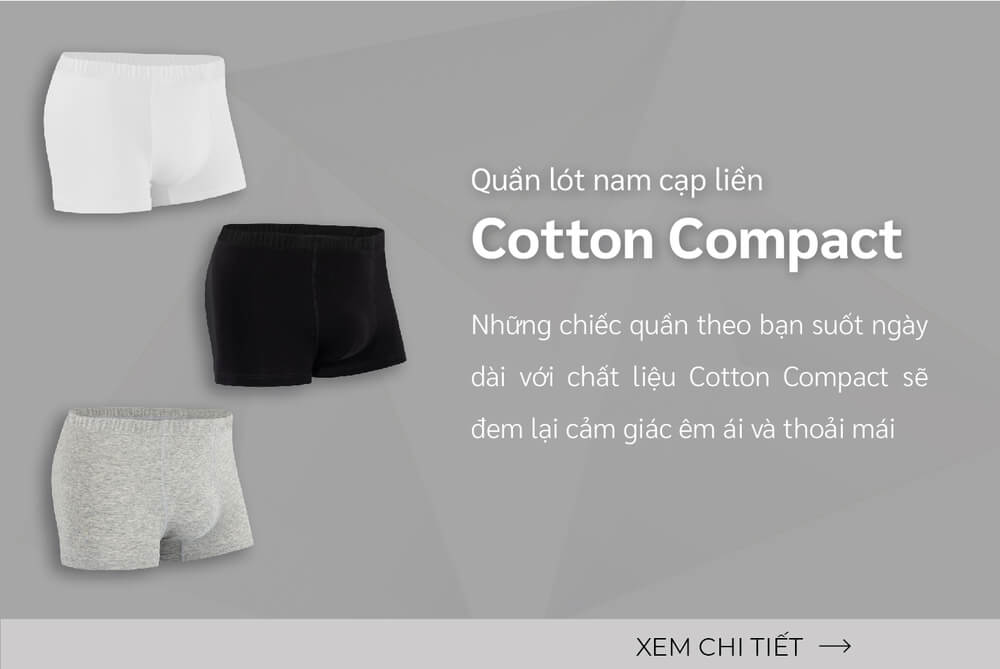 Quần lót nam cạp liền
Cotton Compact
Những chiếc quần theo bạn suốt ngày
dài với chất liệu Cotton Compact sẽ
đem lại cảm giác êm ái và thoải mái
XEM CHI TIẾT →